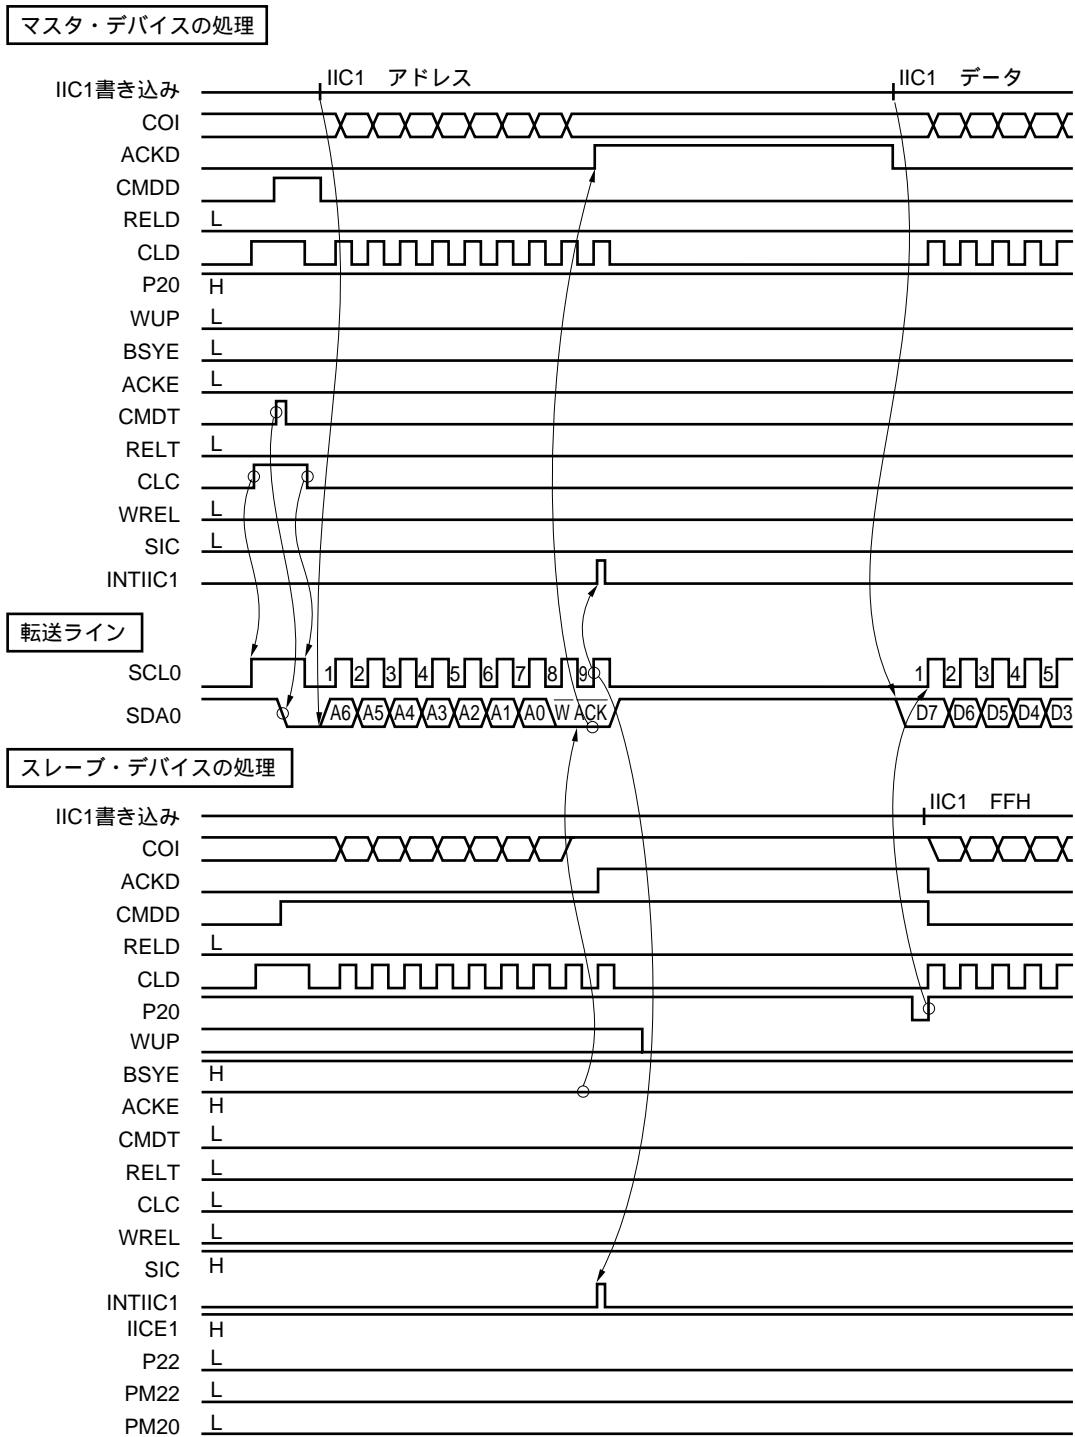 マスタ・デバイスの処理
IIC1書き込み IIC1 アドレス IIC1 データ
COI
ACKD
CMDD
RELD L
CLD
P20 H
WUP L
BSYE L
ACKE L
CMDT
RELT L
CLC
WREL L
SIC L
INTIIC1
転送ライン
SCL0 1 2 3 4 5 6 7 8 9 1 2 3 4 5
SDA0 A6 A5 A4 A3 A2 A1 A0 W ACK D7 D6 D5 D4 D3
スレーブ・デバイスの処理
IIC1書き込み IIC1 FFH
COI
ACKD
CMDD
RELD L
CLD
P20
WUP
BSYE H
ACKE H
CMDT L
RELT L
CLC L
WREL L
SIC H
INTIIC1
IICE1 H
P22 L
PM22 L
PM20 L